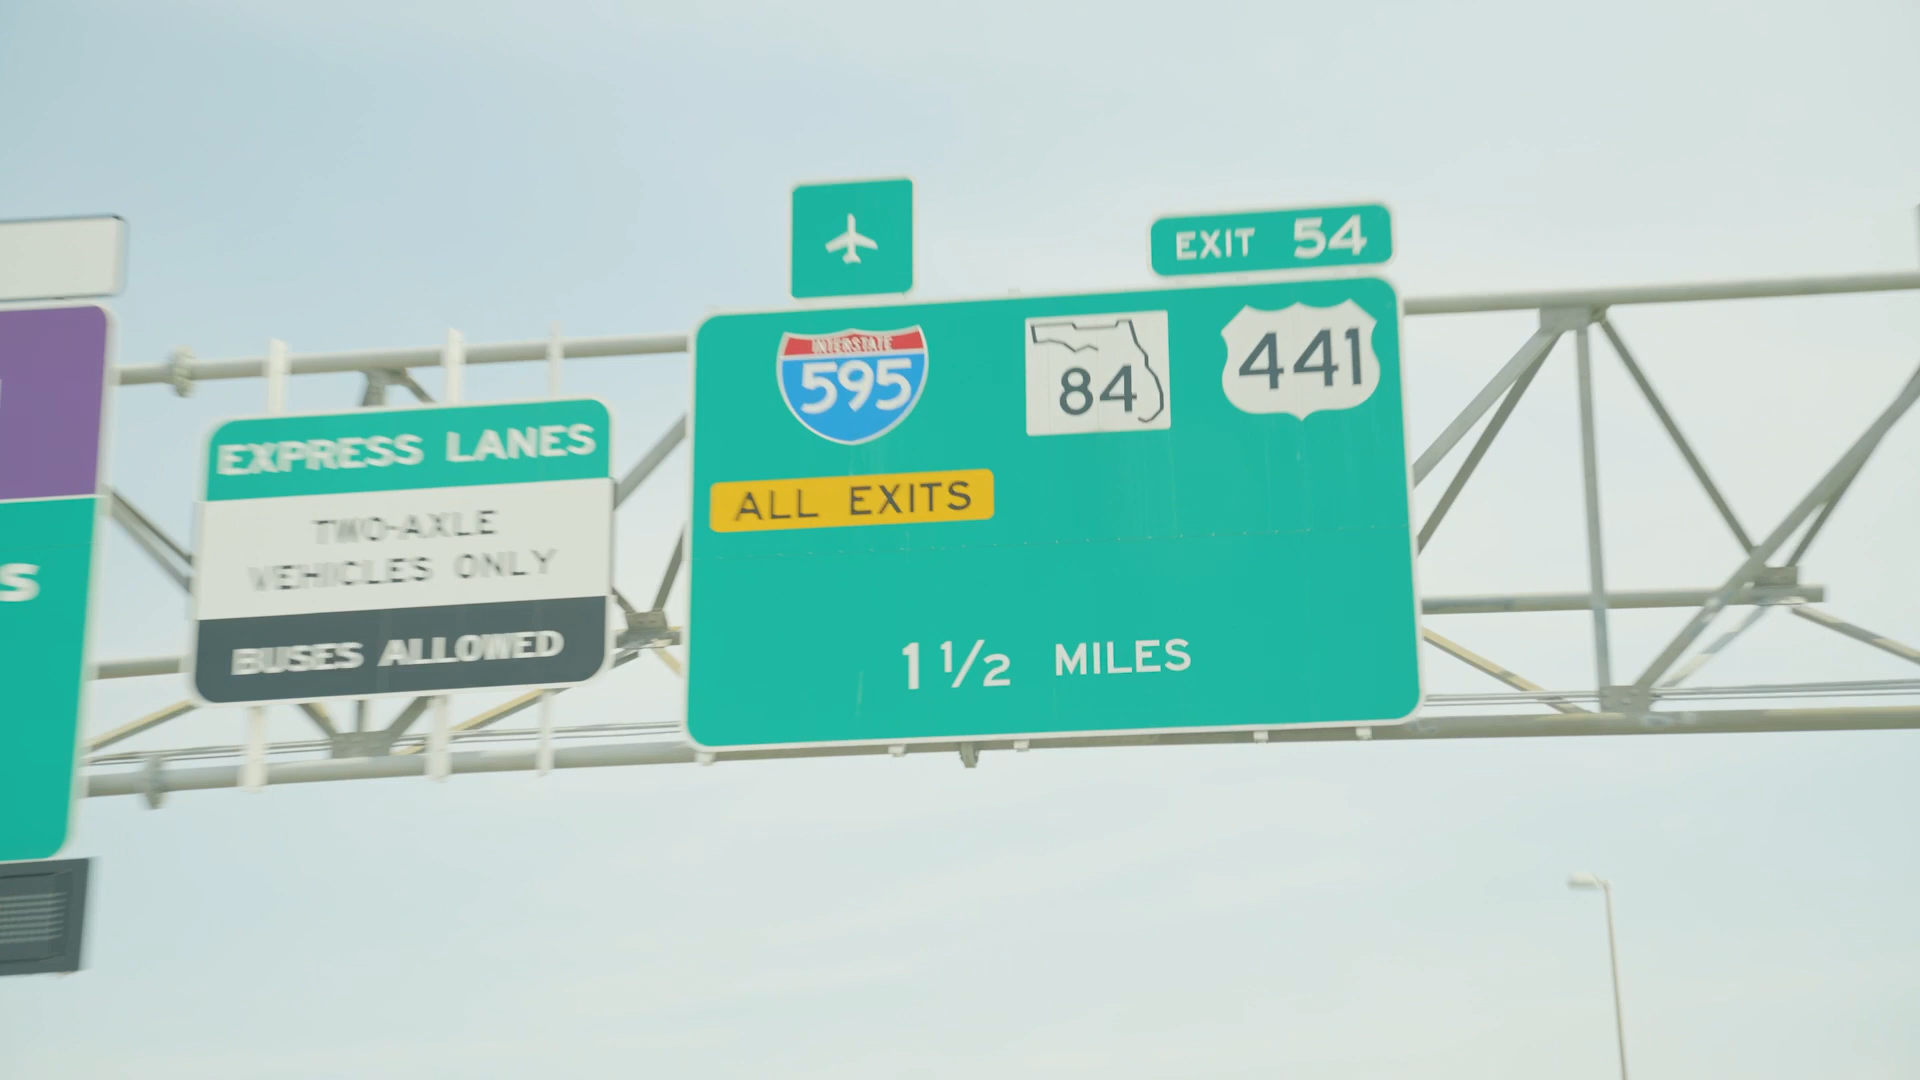 S
EXPRESS LANES
TWO-AXLE
VEHICLES ONLY
BUSES ALLOWED
EXIT 54
INTERSTATE
595
84
441
ALL EXITS
1 1/2 MILES